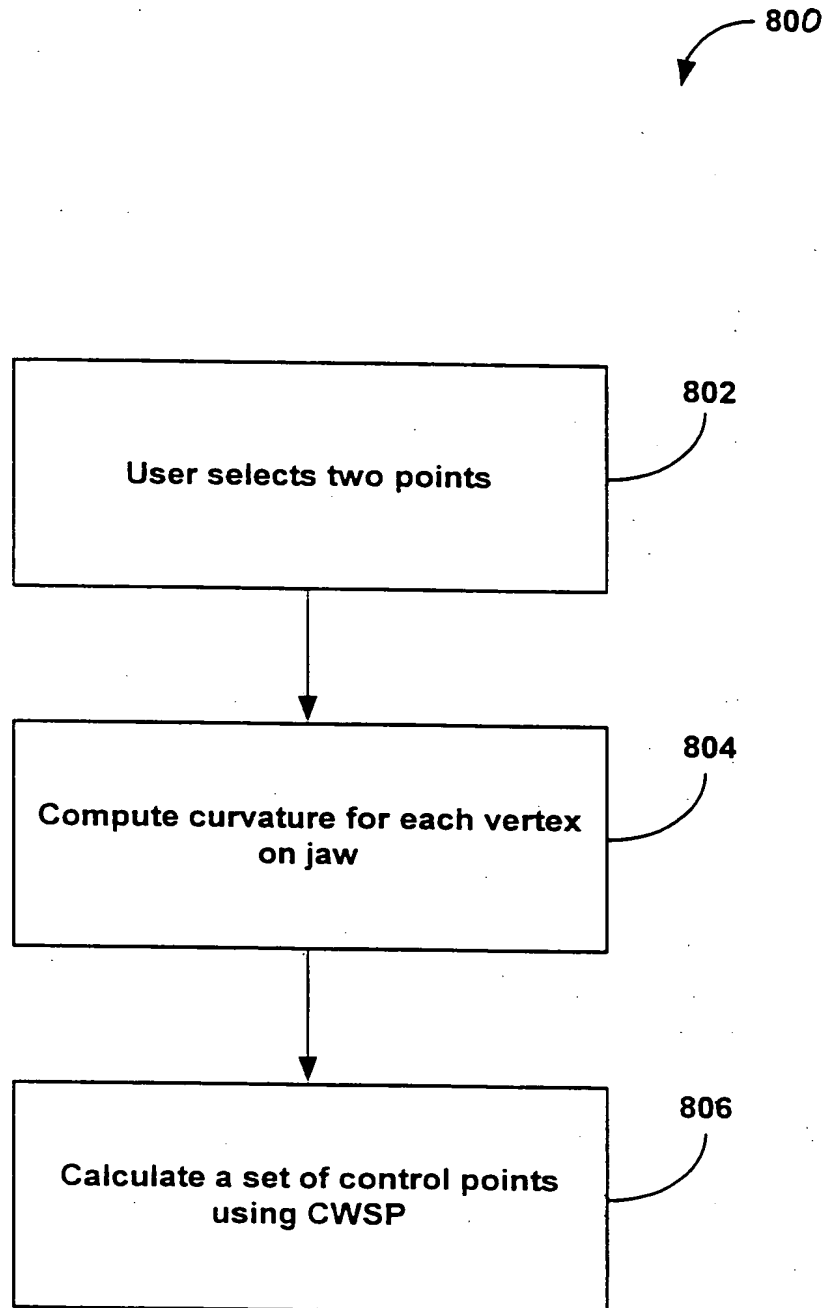 800
802
User selects two points
804
Compute curvature for each vertex
on jaw
806
Calculate a set of control points
using CWSP